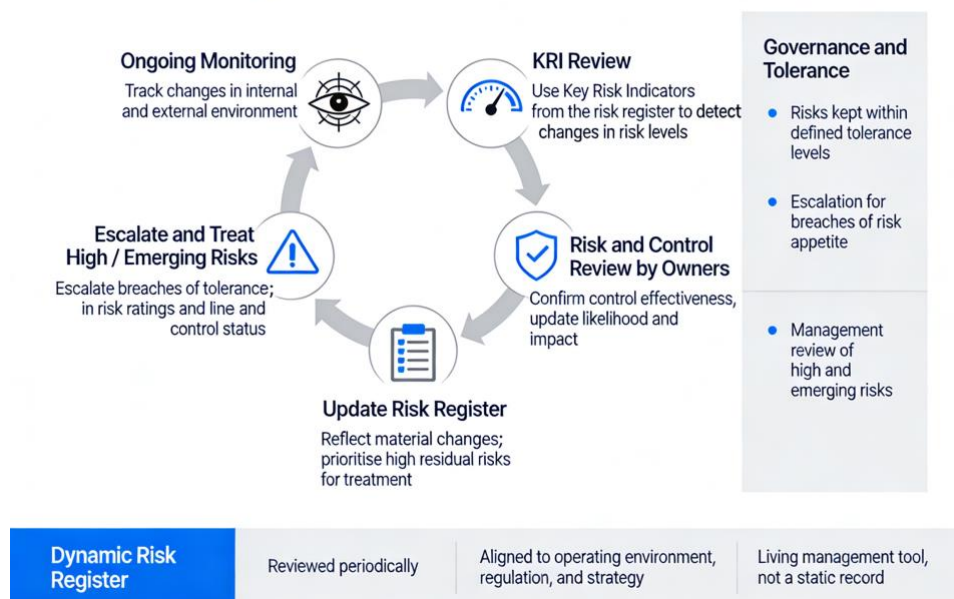 Ongoing Monitoring
Track changes in internal
and external environment
KRI Review
Use Key Risk Indicators
from the risk register to detect
changes in risk levels
Risk and Control
Review by Owners
Confirm control effectiveness,
update likelihood and
impact
Update Risk Register
Reflect material changes;
prioritise high residual risks
for treatment
Escalate and Treat
High / Emerging Risks
Escalate breaches of tolerance;
in risk ratings and line and
control status
Governance and
Tolerance
Risks kept within
defined tolerance
levels
Escalation for
breaches of risk
appetite
Management
review of
high and
emerging risks
Dynamic Risk
Register
Reviewed periodically
Aligned to operating environment,
regulation, and strategy
Living management tool,
not a static record